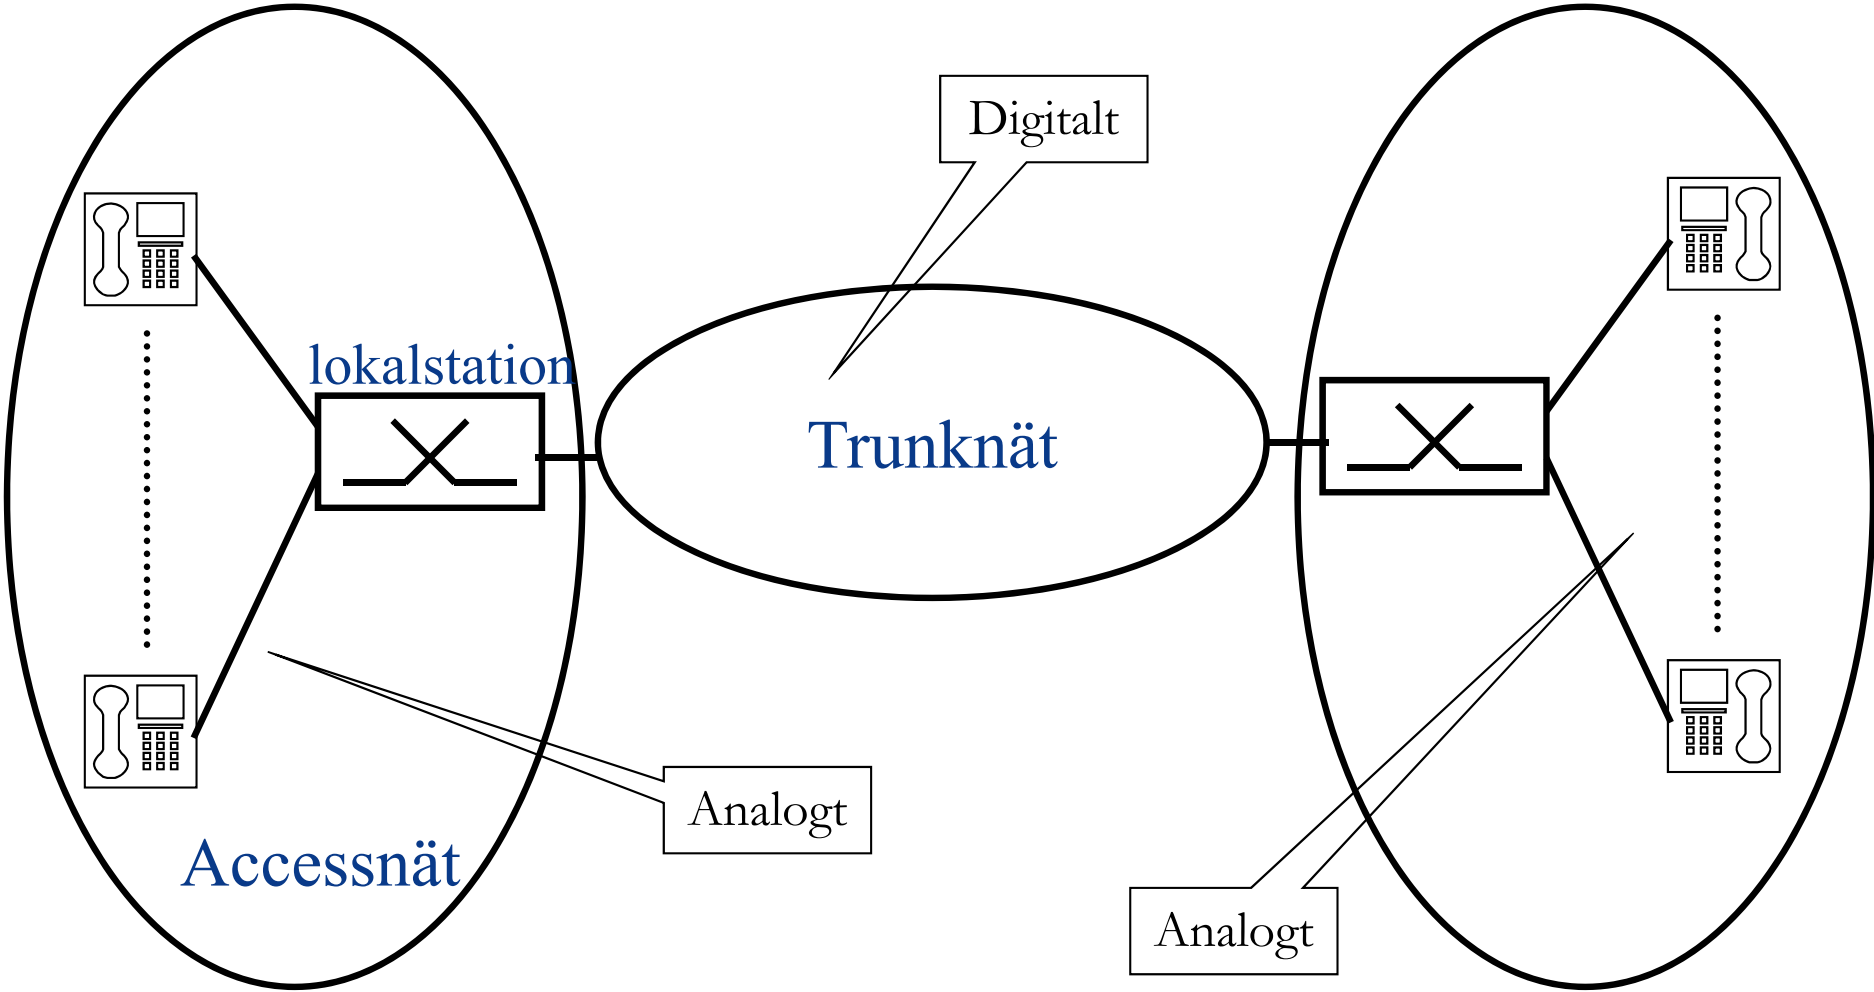 Digitalt
lokalstation
Trunknät
Analogt
Accessnät
Analogt